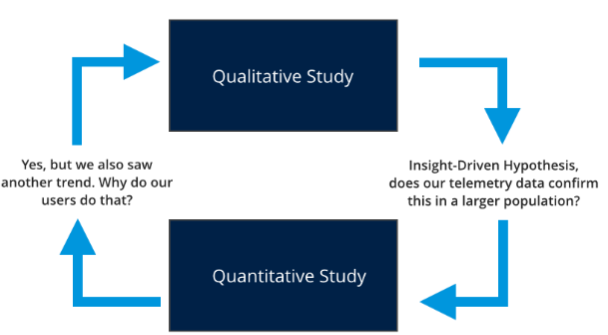 Qualitative Study
Yes, but we also saw
another trend. Why do our
users do that?
Insight-Driven Hypothesis,
does our telemetry data confirm
this in a larger population?
Quantitative Study